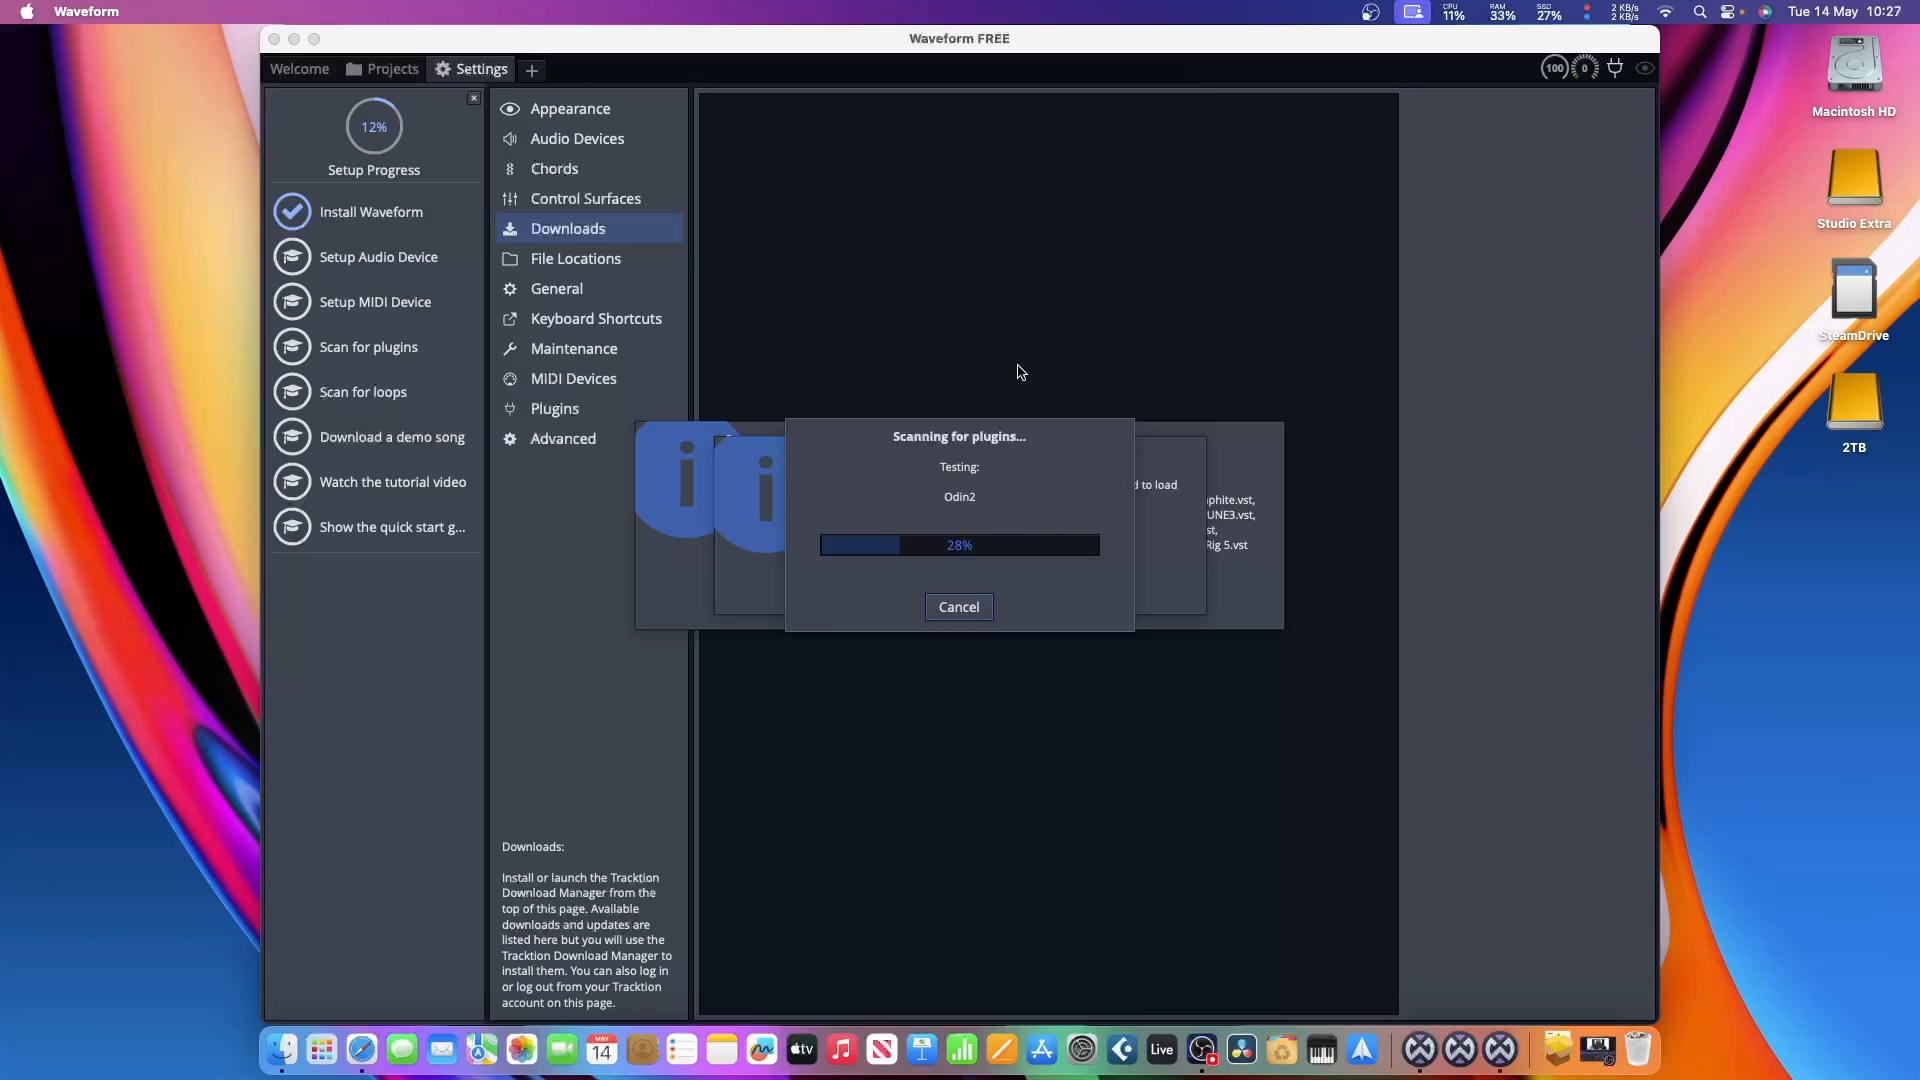 Waveform
CPU
11%
RAM
33%
SSD
27%
2 KB/s
2 KB/s
Tue 14 May 10:27
Waveform FREE
Welcome
Projects
Settings
100
0
12%
Setup Progress
Install Waveform
Setup Audio Device
Setup MIDI Device
Scan for plugins
Scan for loops
Download a demo song
Watch the tutorial video
Show the quick start g...
Appearance
Audio Devices
Chords
Control Surfaces
Downloads
File Locations
General
Keyboard Shortcuts
Maintenance
MIDI Devices
Plugins
Advanced
Scanning for plugins...
Testing:
Odin2
28%
Cancel
d to load
phite.vst,
UNE3.vst,
st,
Rig 5.vst
Downloads:
Install or launch the Tracktion
Download Manager from the
top of this page. Available
downloads and updates are
listed here but you will use the
Tracktion Download Manager to
install them. You can also log in
or log out from your Tracktion
account on this page.
Macintosh HD
Studio Extra
SteamDrive
2TB
MAY
14
tv
Live